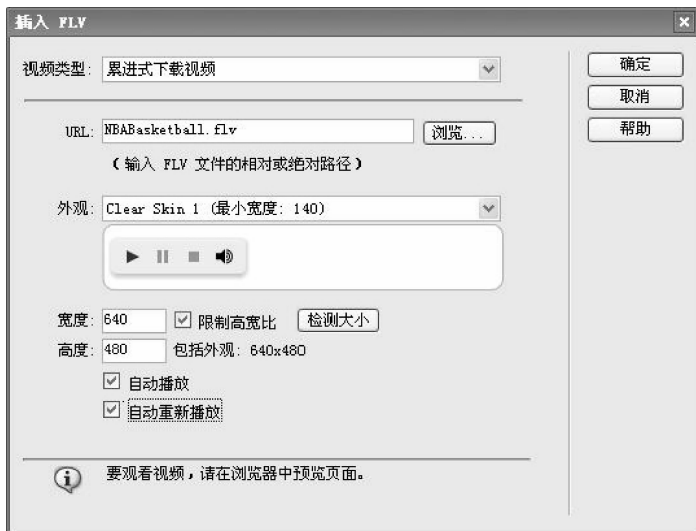 插入 FLV
视频类型: 累进式下载视频
确定
取消
帮助
URL: NBABasketball.flv 浏览...
(输入 FLV 文件的相对或绝对路径)
外观: Clear Skin 1 (最小宽度: 140)
宽度: 640 限制高宽比 检测大小
高度: 480 包括外观: 640x480
自动播放
自动重新播放
要观看视频,请在浏览器中预览页面。